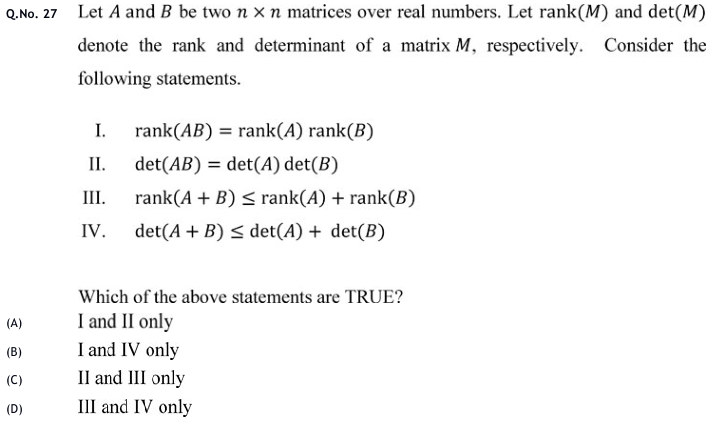 Q.No. 27 Let A and B be two n × n matrices over real numbers. Let rank(M) and det(M)
denote the rank and determinant of a matrix M, respectively. Consider the
following statements.
I. rank(AB) = rank(A) rank(B)
II. det(AB) = det(A) det(B)
III. rank(A + B) ≤ rank(A) + rank(B)
IV. det(A + B) ≤ det(A) + det(B)
Which of the above statements are TRUE?
(A) I and II only
(B) I and IV only
(C) II and III only
(D) III and IV only